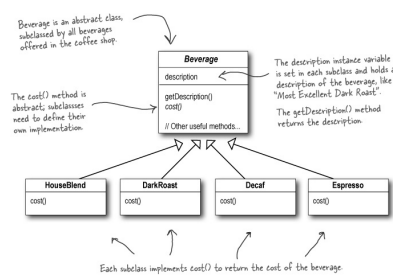 Beverage is an abstract class,
subclassed by all beverages
offered in the coffee shop.
Beverage
description
getDescription()
cost()
// Other useful methods...
The cost() method is
abstract; subclassses
need to define their
own implementation.
The description instance variable
is set in each subclass and holds a
description of the beverage, like
"Most Excellent Dark Roast".
The getDescription() method
returns the description.
HouseBlend
cost()
DarkRoast
cost()
Decaf
cost()
Espresso
cost()
Each subclass implements cost() to return the cost of the beverage